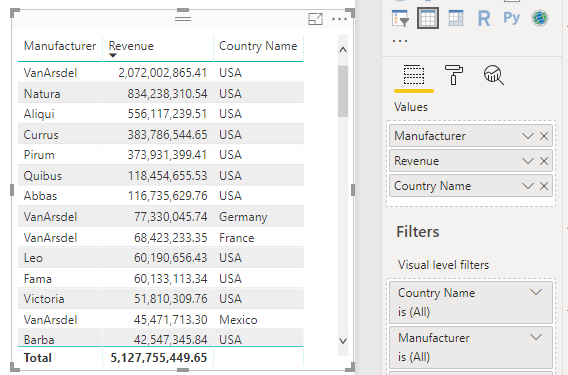 Manufacturer Revenue Country Name
VanArsdel 2,072,002,865.41 USA
Natura 834,238,310.54 USA
Aliqui 556,117,239.51 USA
Currus 383,786,544.65 USA
Pirum 373,931,399.41 USA
Quibus 118,454,655.53 USA
Abbas 116,735,629.76 USA
VanArsdel 77,330,045.74 Germany
VanArsdel 68,423,233.35 France
Leo 60,190,656.43 USA
Fama 60,133,113.34 USA
Victoria 51,810,309.76 USA
VanArsdel 45,471,713.30 Mexico
Barba 42,547,345.84 USA
Total 5,127,755,449.65
R Py
Values
Manufacturer
Revenue
Country Name
Filters
Visual level filters
Country Name
is (All)
Manufacturer
is (All)